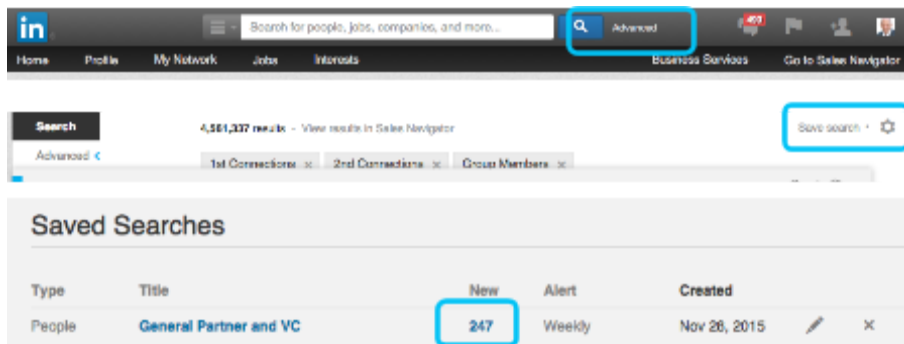 in
Search for people, jobs, companies, and more... Advanced
Home Profile My Network Jobs Interests Business Services Go to Sales Navigator
Search 4,561,337 results - View results in Sales Navigator Save search
Advanced <
1st Connections × 2nd Connections × Group Members ×
Saved Searches
Type Title New Alert Created
People General Partner and VC 247 Weekly Nov 26, 2015 ×